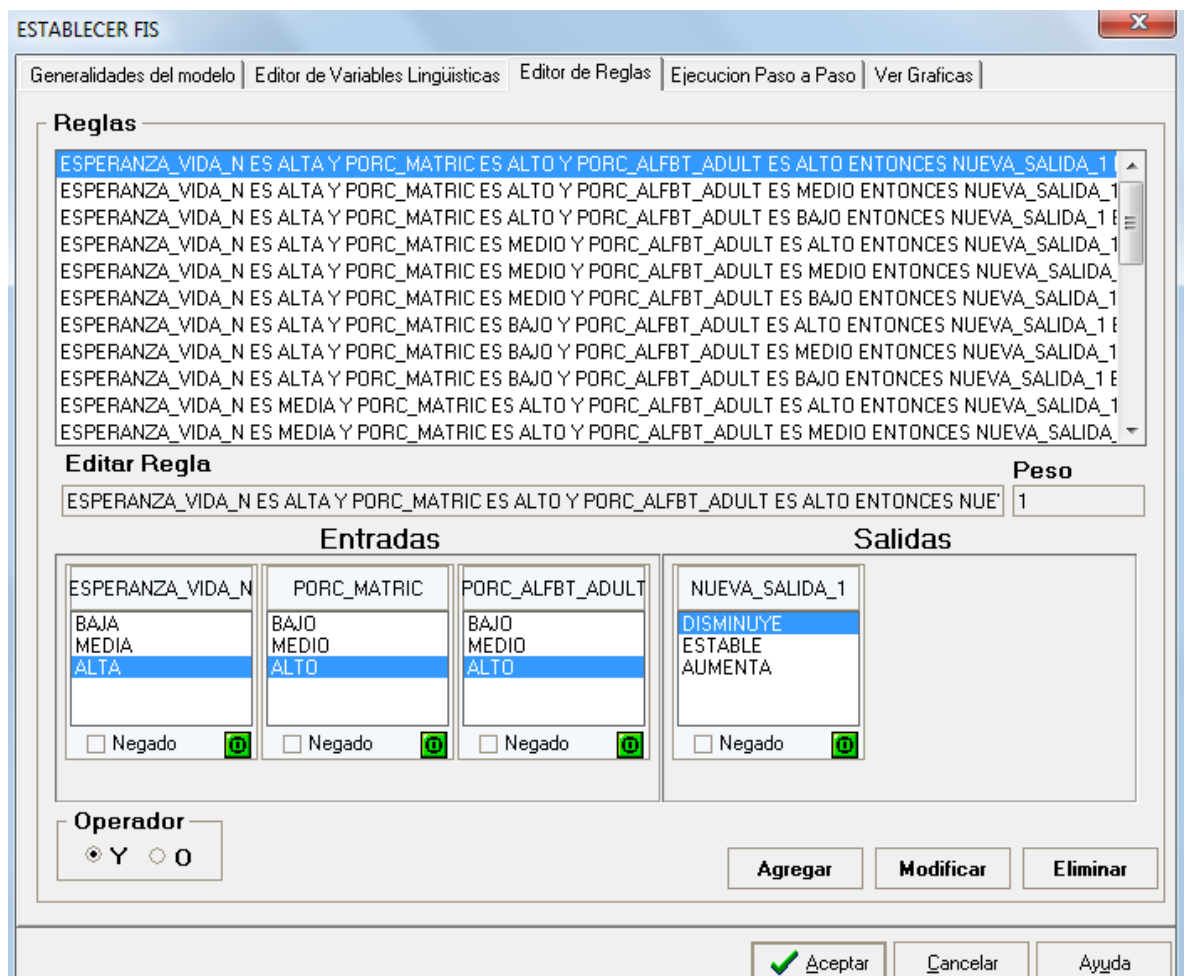 ESTABLECER FIS
x
Generalidades del modelo Editor de Variables Lingüisticas Editor de Reglas Ejecucion Paso a Paso Ver Graficas
Reglas
ESPERANZA_VIDA_N ES ALTA Y PORC_MATRIC ES ALTO Y PORC_ALFBT_ADULT ES ALTO ENTONCES NUEVA_SALIDA_1
ESPERANZA_VIDA_N ES ALTA Y PORC_MATRIC ES ALTO Y PORC_ALFBT_ADULT ES MEDIO ENTONCES NUEVA_SALIDA_1
ESPERANZA_VIDA_N ES ALTA Y PORC_MATRIC ES ALTO Y PORC_ALFBT_ADULT ES BAJO ENTONCES NUEVA_SALIDA_1 E
ESPERANZA_VIDA_N ES ALTA Y PORC_MATRIC ES MEDIO Y PORC_ALFBT_ADULT ES ALTO ENTONCES NUEVA_SALIDA_1
ESPERANZA_VIDA_N ES ALTA Y PORC_MATRIC ES MEDIO Y PORC_ALFBT_ADULT ES MEDIO ENTONCES NUEVA_SALIDA_
ESPERANZA_VIDA_N ES ALTA Y PORC_MATRIC ES MEDIO Y PORC_ALFBT_ADULT ES BAJO ENTONCES NUEVA_SALIDA_1
ESPERANZA_VIDA_N ES ALTA Y PORC_MATRIC ES BAJO Y PORC_ALFBT_ADULT ES ALTO ENTONCES NUEVA_SALIDA_1 E
ESPERANZA_VIDA_N ES ALTA Y PORC_MATRIC ES BAJO Y PORC_ALFBT_ADULT ES MEDIO ENTONCES NUEVA_SALIDA_1
ESPERANZA_VIDA_N ES ALTA Y PORC_MATRIC ES BAJO Y PORC_ALFBT_ADULT ES BAJO ENTONCES NUEVA_SALIDA_1 E
ESPERANZA_VIDA_N ES MEDIA Y PORC_MATRIC ES ALTO Y PORC_ALFBT_ADULT ES ALTO ENTONCES NUEVA_SALIDA_1
ESPERANZA_VIDA_N ES MEDIA Y PORC_MATRIC ES ALTO Y PORC_ALFBT_ADULT ES MEDIO ENTONCES NUEVA_SALIDA_
Editar Regla Peso
ESPERANZA_VIDA_N ES ALTA Y PORC_MATRIC ES ALTO Y PORC_ALFBT_ADULT ES ALTO ENTONCES NUE 1
Entradas Salidas
ESPERANZA_VIDA_N PORC_MATRIC PORC_ALFBT_ADULT NUEVA_SALIDA_1
BAJA BAJO BAJO DISMINUYE
MEDIA MEDIO MEDIO ESTABLE
ALTA ALTO ALTO AUMENTA
Negado Negado Negado Negado
Operador
Y O
Agregar Modificar Eliminar
Aceptar Cancelar Ayuda